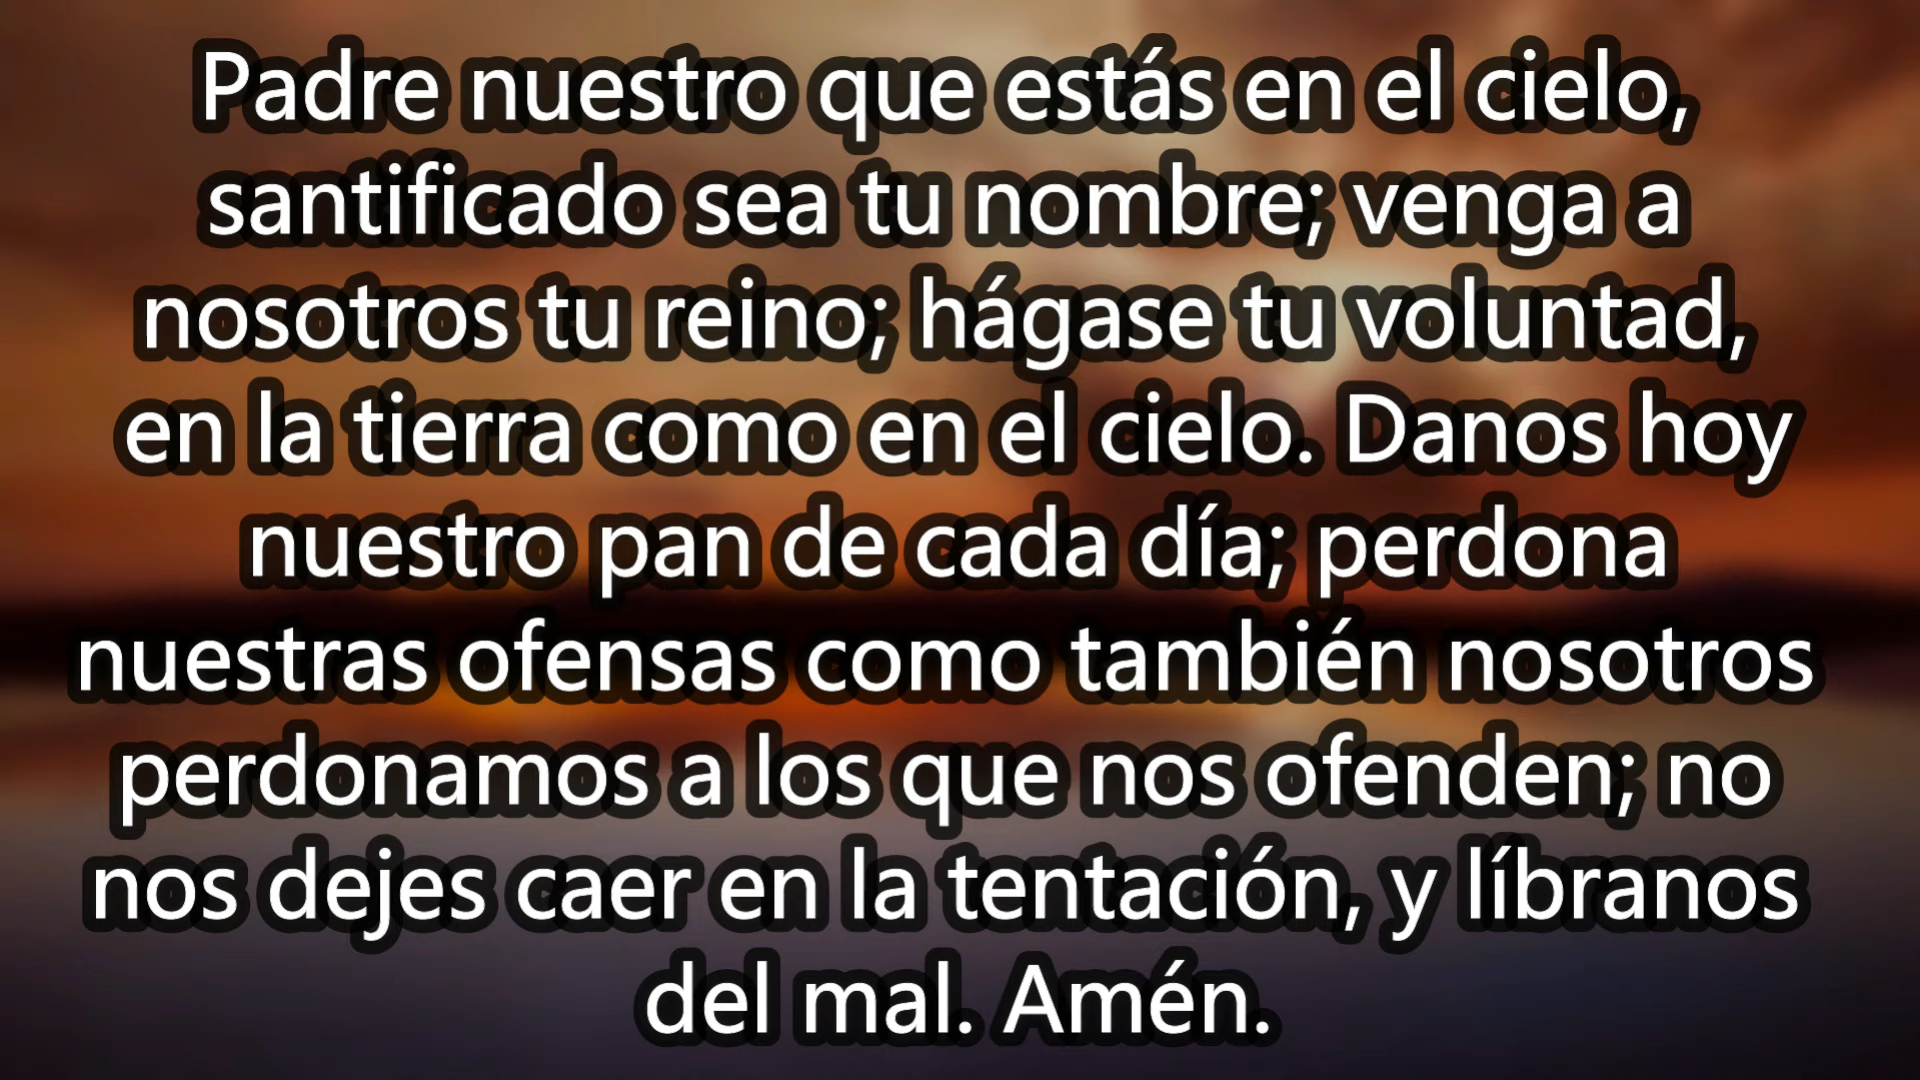 Padre nuestro que estás en el cielo,
santificado sea tu nombre; venga a
nosotros tu reino; hágase tu voluntad,
en la tierra como en el cielo. Danos hoy
nuestro pan de cada día; perdona
nuestras ofensas como también nosotros
perdonamos a los que nos ofenden; no
nos dejes caer en la tentación, y líbranos
del mal. Amén.